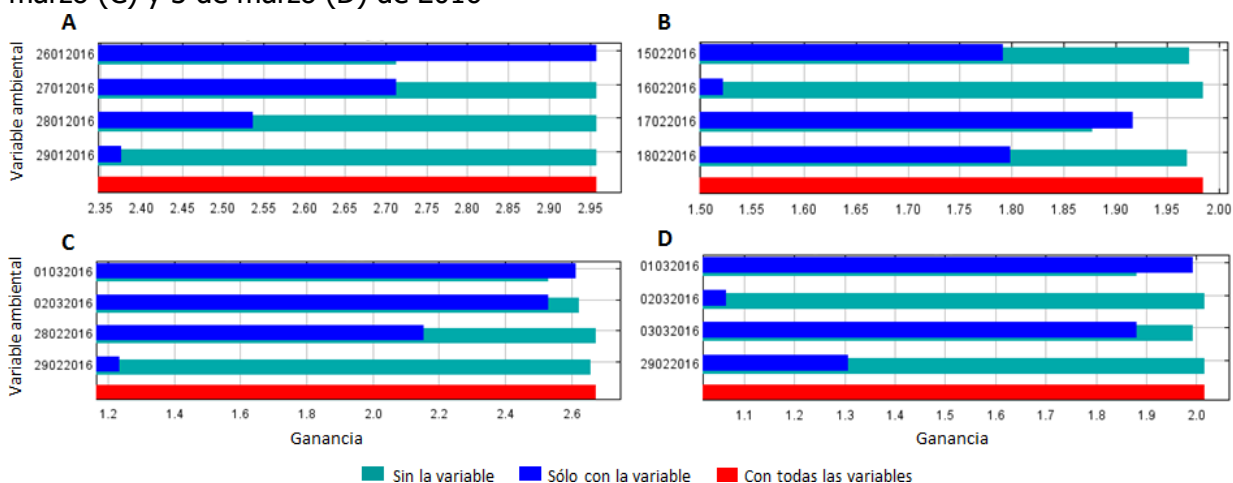 marzo (C) y 3 de marzo (D) de 2016
A
Variable ambiental
26012016
27012016
28012016
29012016
2.35 2.40 2.45 2.50 2.55 2.60 2.65 2.70 2.75 2.80 2.85 2.90 2.95
B
15022016
16022016
17022016
18022016
1.50 1.55 1.60 1.65 1.70 1.75 1.80 1.85 1.90 1.95 2.00
C
Variable ambiental
01032016
02032016
28022016
29022016
1.2 1.4 1.6 1.8 2.0 2.2 2.4 2.6
Ganancia
D
01032016
02032016
03032016
29022016
1.1 1.2 1.3 1.4 1.5 1.6 1.7 1.8 1.9 2.0
Ganancia
Sin la variable Sólo con la variable Con todas las variables